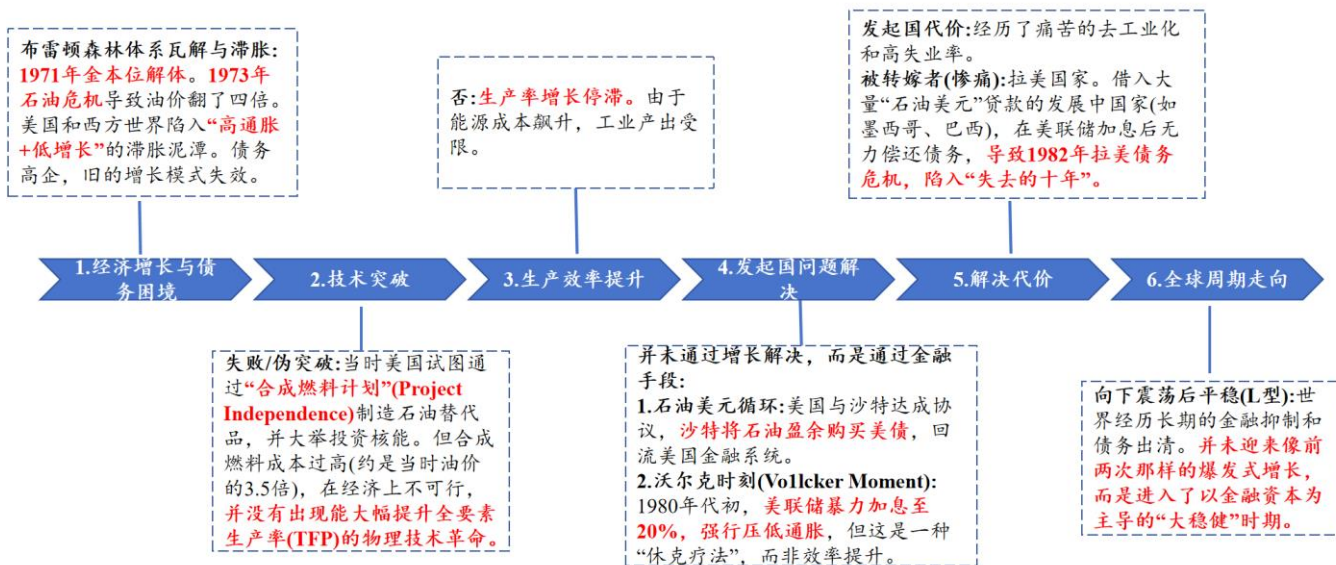 布雷顿森林体系瓦解与滞胀:
1971年金本位解体。1973年
石油危机导致油价翻了四倍。
美国和西方世界陷入“高通胀
+低增长”的滞胀泥潭。债务
高企，旧的增长模式失效。
否:生产率增长停滞。由于
能源成本飙升，工业产出受
限。
发起国代价:经历了痛苦的去工业化
和高失业率。
被转嫁者(惨痛):拉美国家。借入大
量“石油美元”贷款的发展中国家(如
墨西哥、巴西)，在美联储加息后无
力偿还债务，导致1982年拉美债务
危机，陷入“失去的十年”。
1.经济增长与债
务困境
2.技术突破
3.生产效率提升
4.发起国问题解
决
5.解决代价
6.全球周期走向
失败/伪突破:当时美国试图通
过“合成燃料计划”(Project
Independence)制造石油替代
品，并大举投资核能。但合成
燃料成本过高(约是当时油价
的3.5倍)，在经济上不可行，
并没有出现能大幅提升全要素
生产率(TFP)的物理技术革命。
并未通过增长解决，而是通过金融
手段:
1.石油美元循环:美国与沙特达成协
议，沙特将石油盈余购买美债，回
流美国金融系统。
2.沃尔克时刻(Vo1lcker Moment):
1980年代初，美联储暴力加息至
20%，强行压低通胀，但这是一种
“休克疗法”，而非效率提升。
向下震荡后平稳(L型):世
界经历长期的金融抑制和
债务出清。并未迎来像前
两次那样的爆发式增长，
而是进入了以金融资本为
主导的“大稳健”时期。